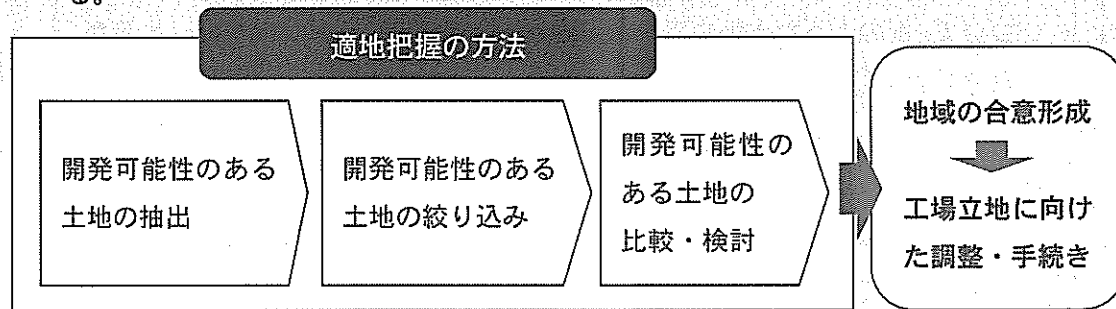 る。
適地把握の方法
開発可能性のある
土地の抽出
開発可能性のある
土地の絞り込み
開発可能性の
ある土地の
比較・検討
地域の合意形成
工場立地に向け
た調整・手続き